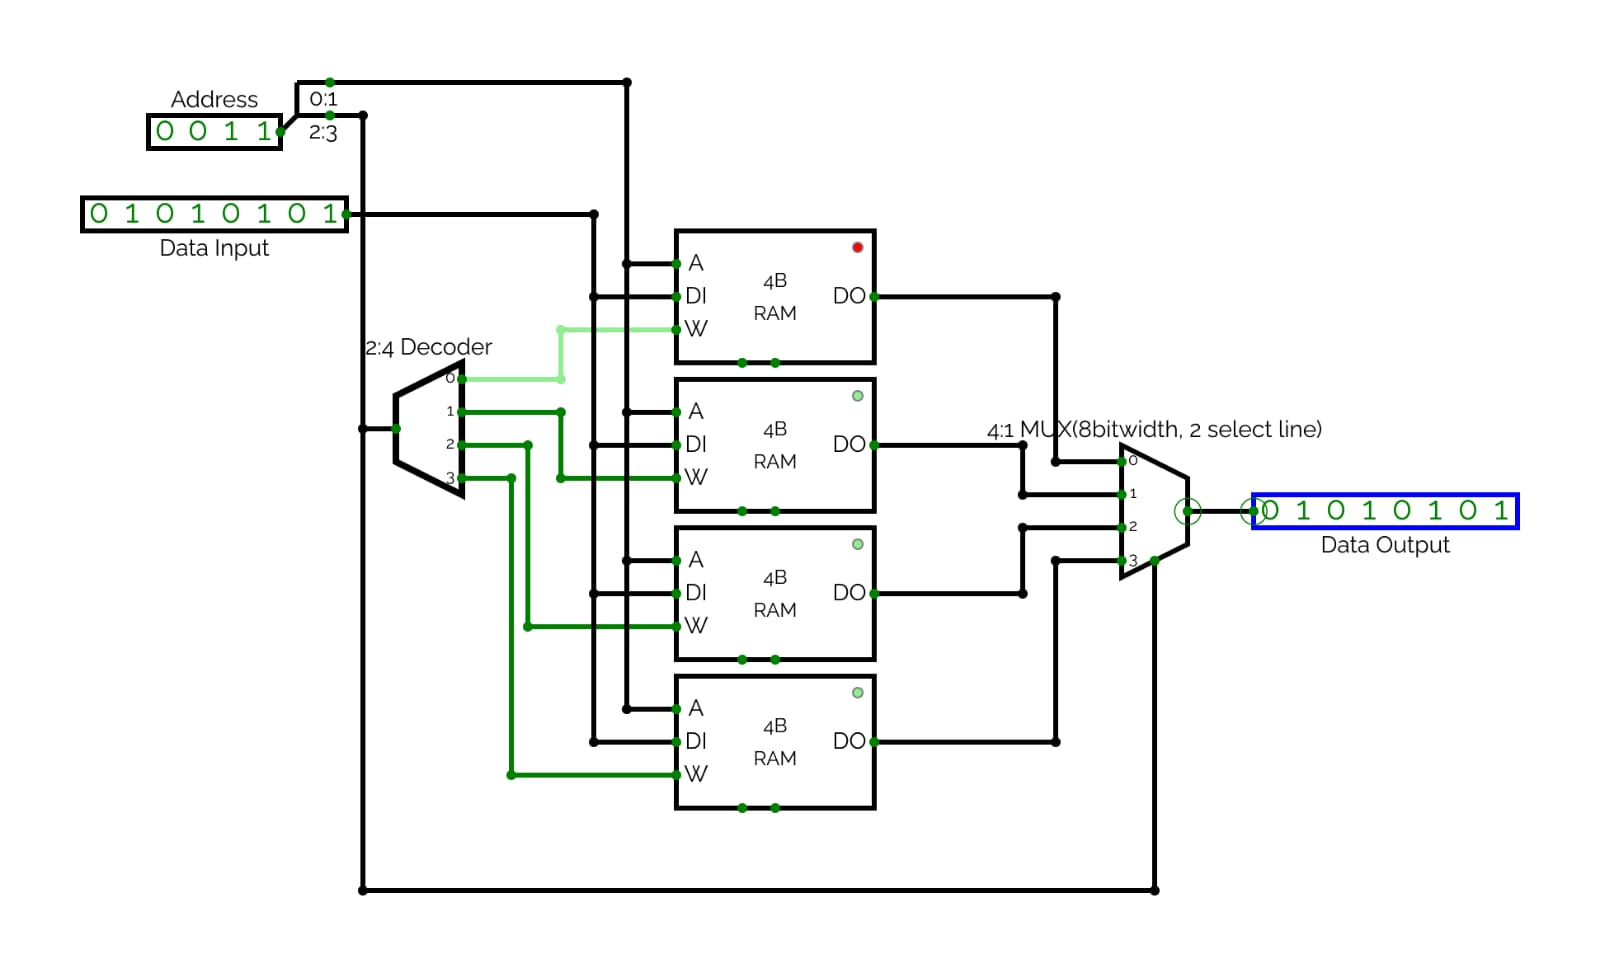 Address
0 0 1 1
0:1
2:3
0 1 0 1 0 1 0 1
Data Input
2:4 Decoder
0
1
2
3
A
DI
W
4B
RAM
DO
A
DI
W
4B
RAM
DO
A
DI
W
4B
RAM
DO
A
DI
W
4B
RAM
DO
4:1 MUX(8bitwidth, 2 select line)
0
1
2
3
0 1 0 1 0 1 0 1
Data Output